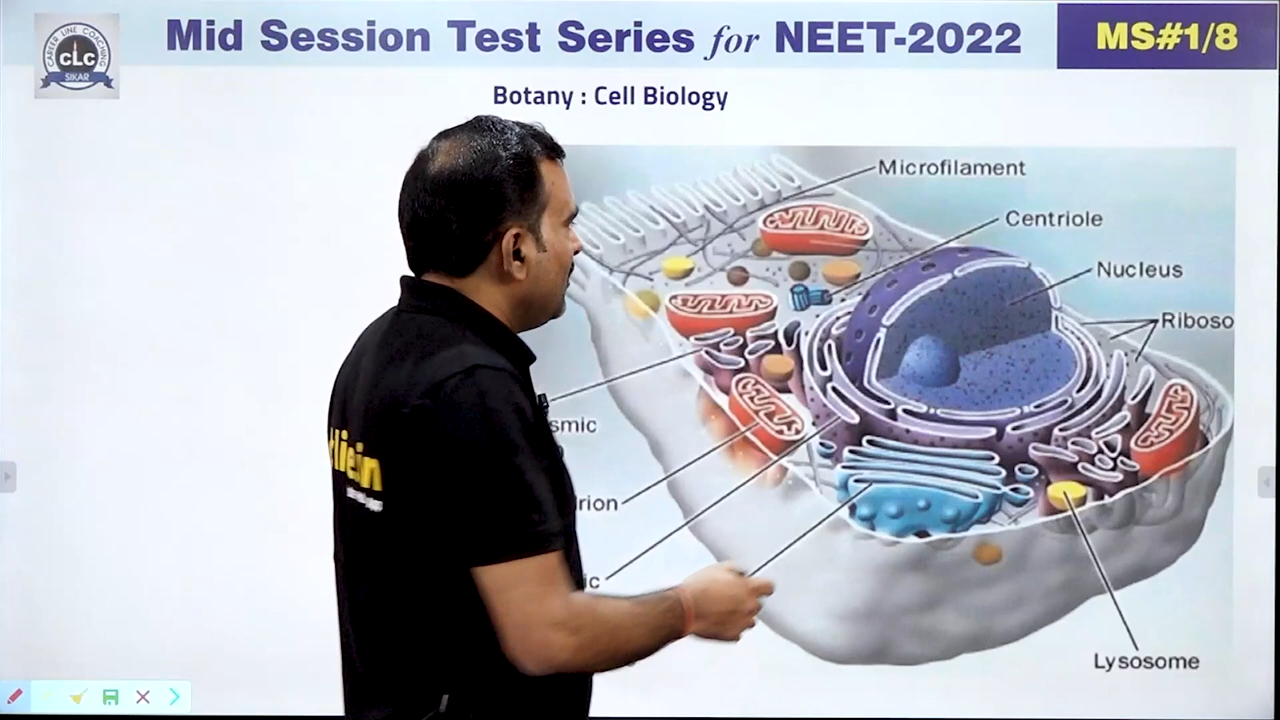 CAREER LINE COACHING
CLC
SIKAR
Mid Session Test Series for NEET-2022
MS#1/8
Botany : Cell Biology
Microfilament
Centriole
Nucleus
Riboso
smic
rion
ic
Lysosome